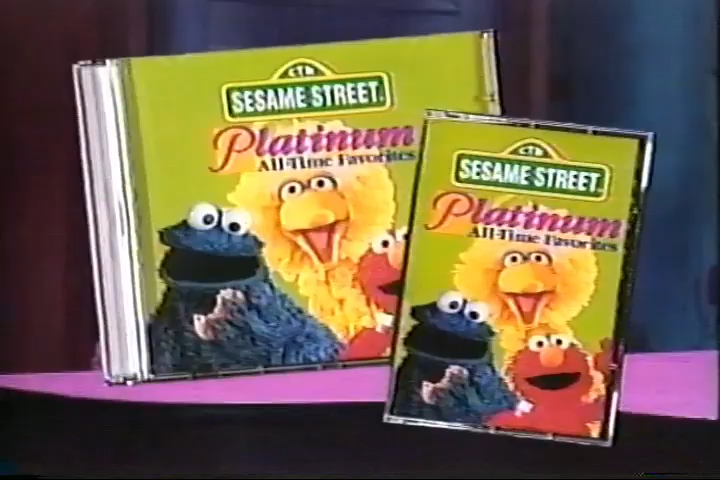 CTW
SESAME STREET.
Platinum
All-Time Favorites
CTW
SESAME STREET.
Platinum
All-Time Favorites